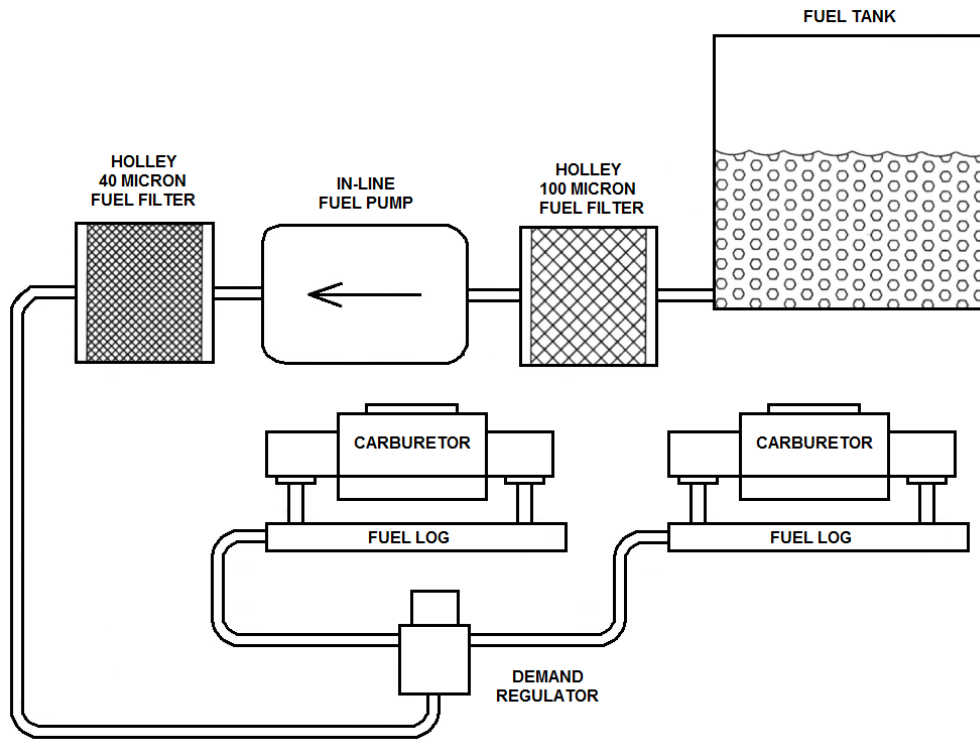 FUEL TANK
HOLLEY
40 MICRON
FUEL FILTER
IN-LINE
FUEL PUMP
HOLLEY
100 MICRON
FUEL FILTER
CARBURETOR
CARBURETOR
FUEL LOG
FUEL LOG
DEMAND
REGULATOR